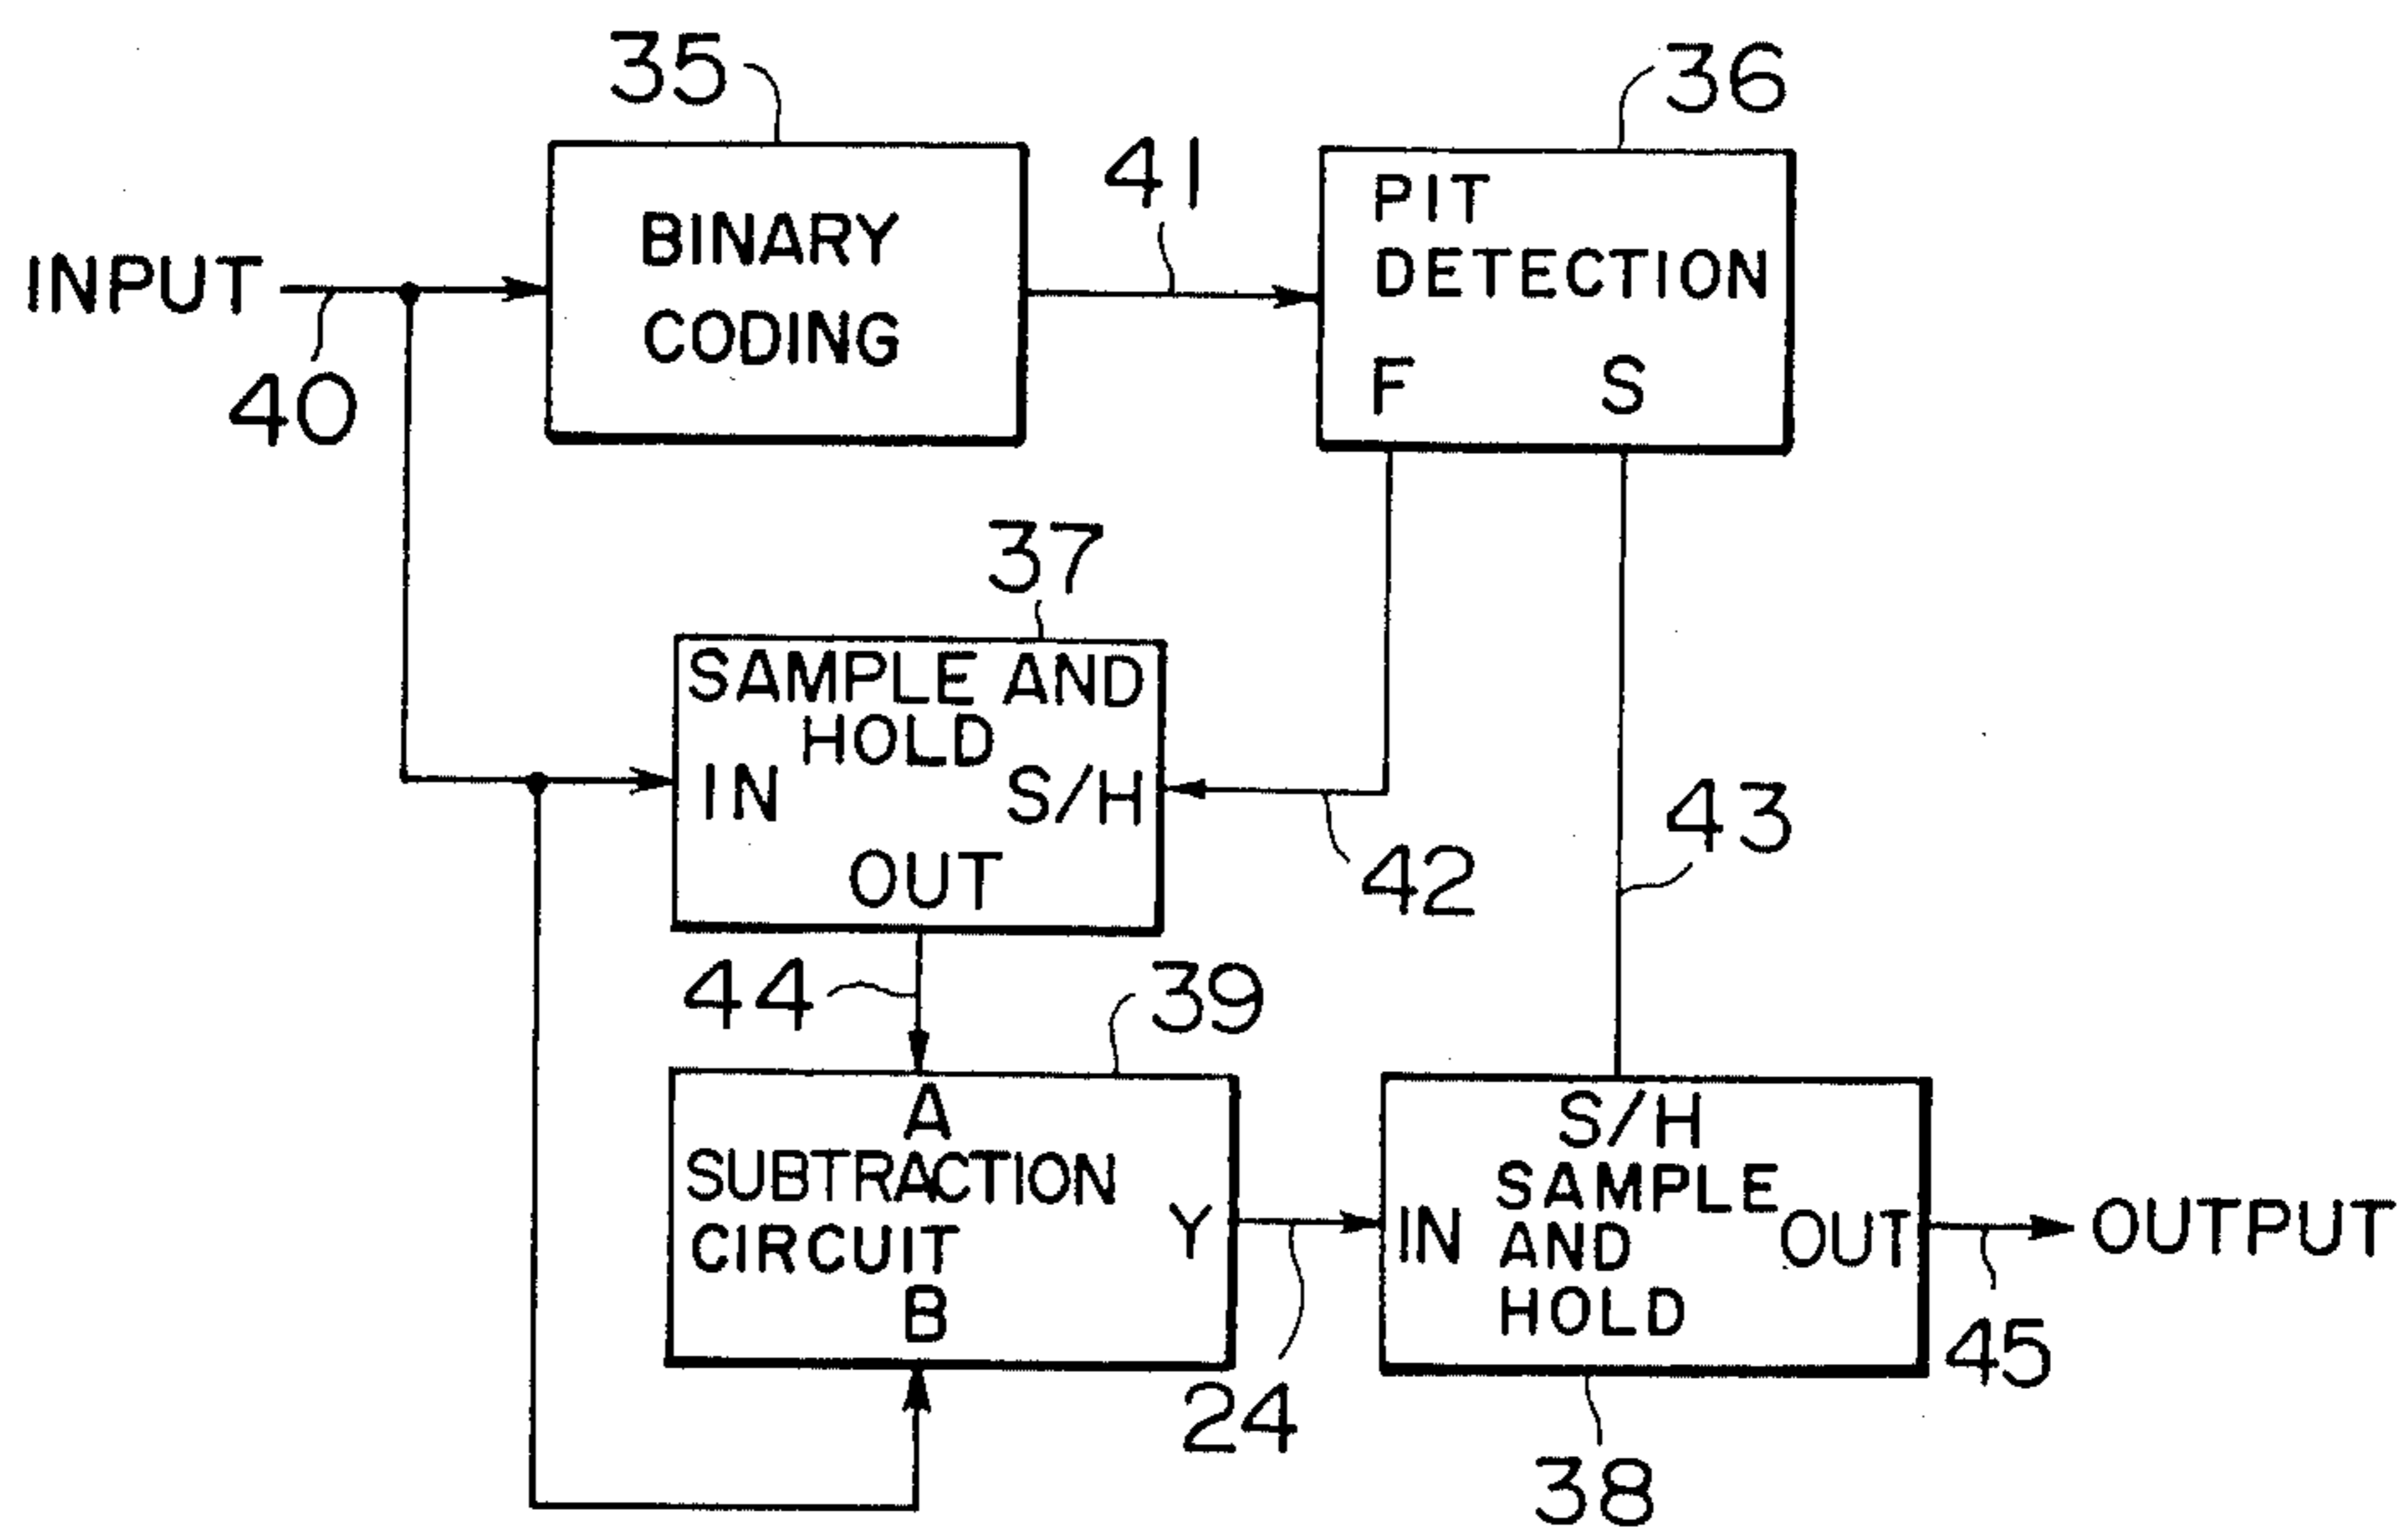 35
36
41
PIT
DETECTION
BINARY
CODING
INPUT
40
F S
37
SAMPLE AND
HOLD
IN S/H
OUT
42
43
44
39
A
SUBTRACTION
CIRCUIT
B
Y
24
S/H
SAMPLE
AND
HOLD
IN
OUT
OUTPUT
45
38